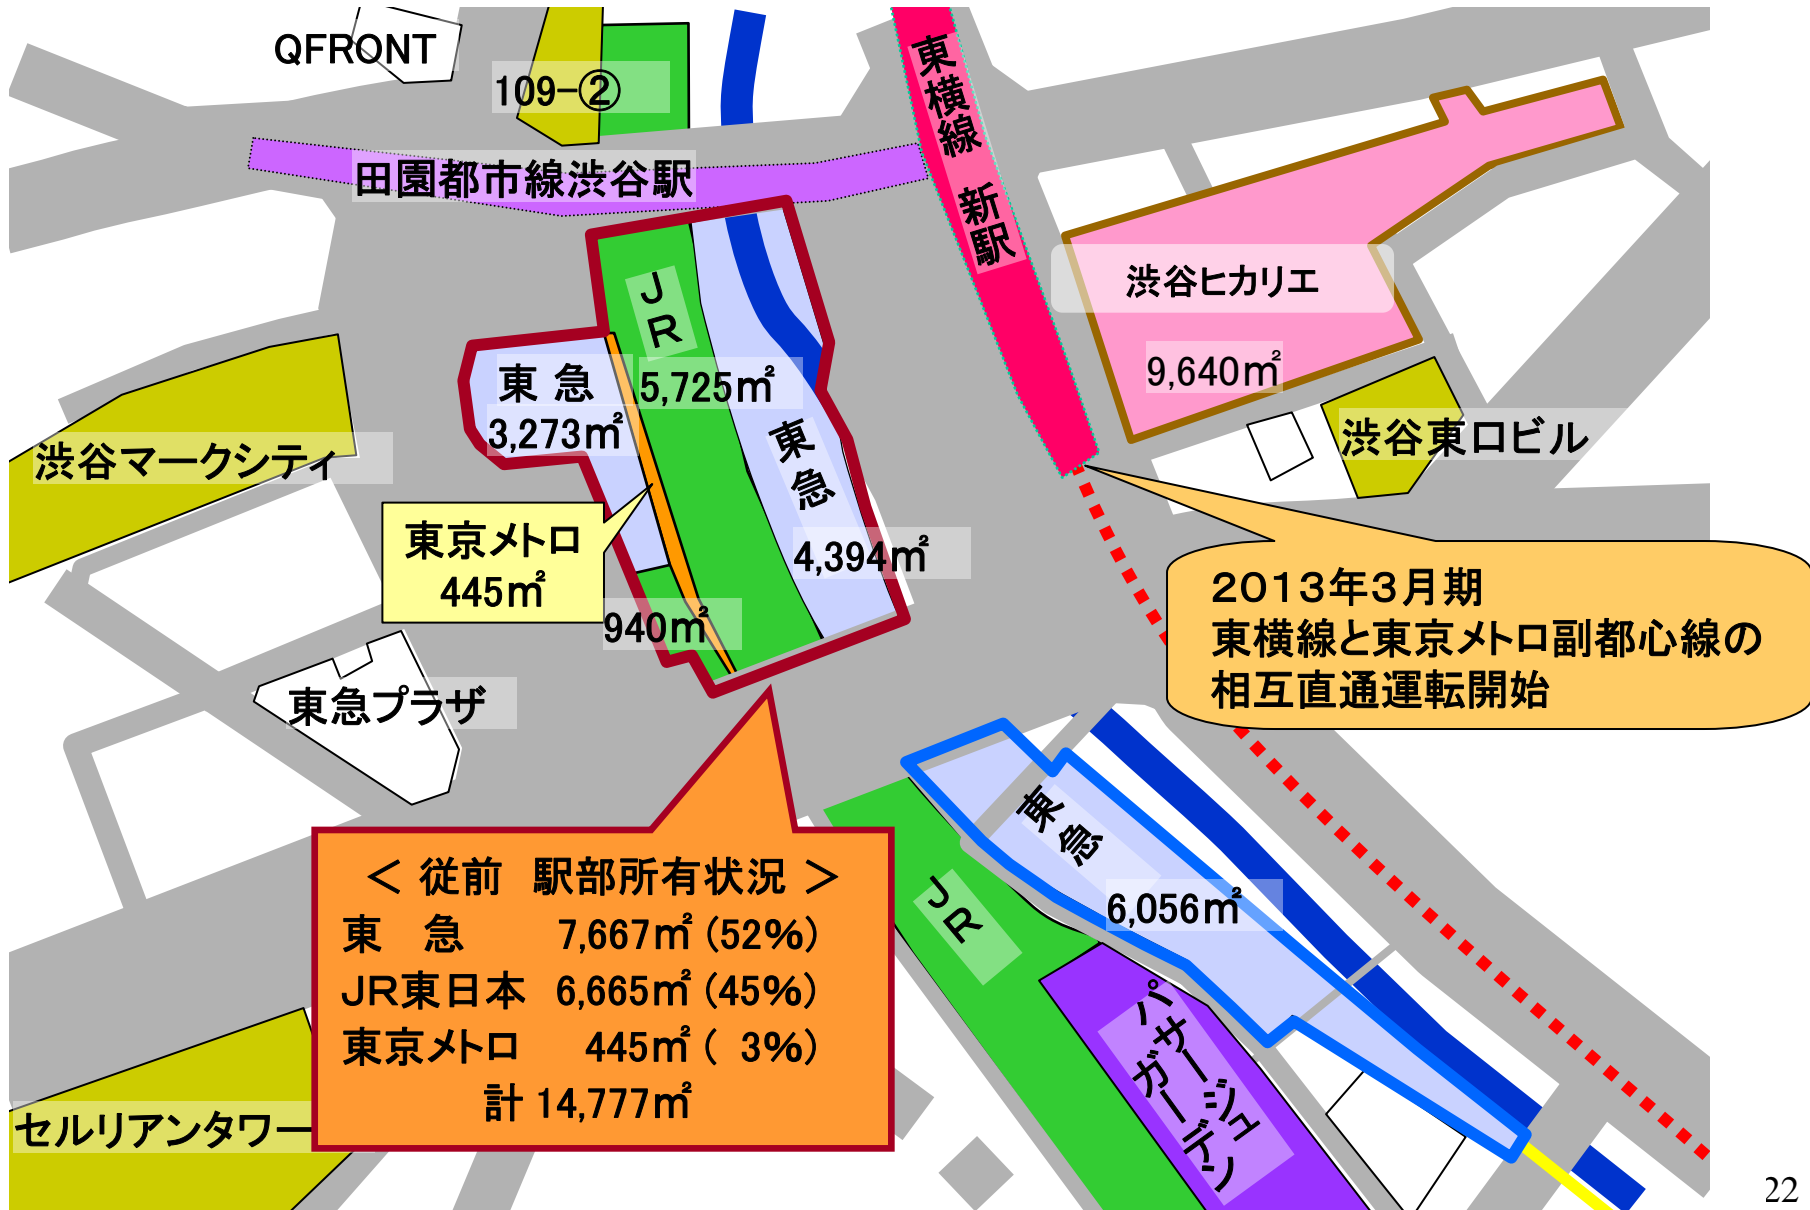 QFRONT
109-②
田園都市線渋谷駅
東横線 新駅
渋谷ヒカリエ
9,640㎡
JR
5,725㎡
東 急
3,273㎡
東急
4,394㎡
渋谷マークシティ
渋谷東口ビル
東京メトロ
445㎡
940㎡
2013年3月期
東横線と東京メトロ副都心線の
相互直通運転開始
東急プラザ
東急
6,056㎡
JR
パサージュ
ガーデン
セルリアンタワー
＜ 従前 駅部所有状況 ＞
東 急 7,667㎡ (52%)
JR東日本 6,665㎡ (45%)
東京メトロ 445㎡ ( 3%)
計 14,777㎡
22